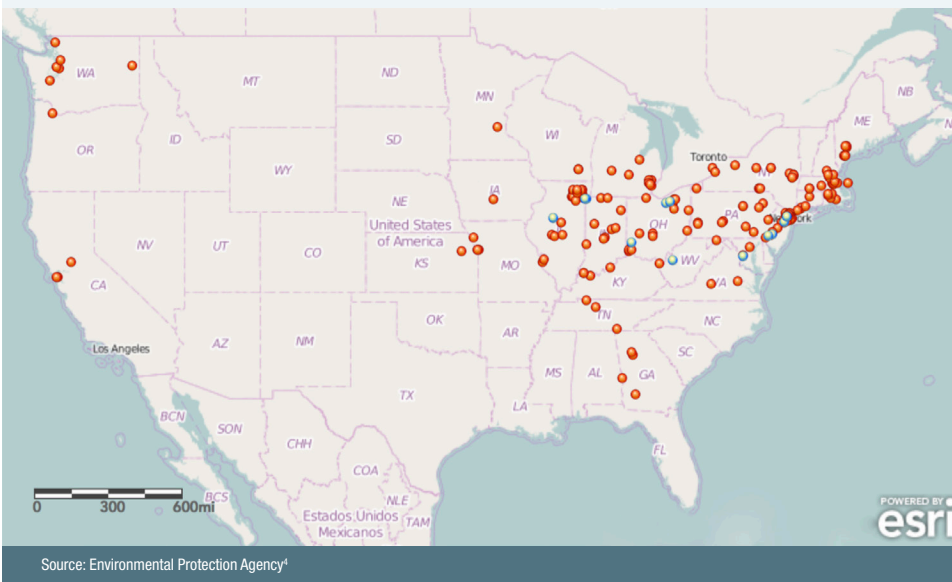 WA
MT
ND
MN
NB
ME
OR
ID
SD
WI
MI
Toronto
WY
IA
NY
NE
PA
United States
of America
OH
NV
UT
CO
KS
MO
WV
KY
VA
CA
TN
NC
OK
AR
SC
Los Angeles
AZ
NM
MS
AL
GA
TX
LA
BCN
SON
FL
CHH
COA
BCS
NLE
TAM
Estados Unidos
Mexicanos
0 300 600mi
POWERED BY
esri
Source: Environmental Protection Agency4